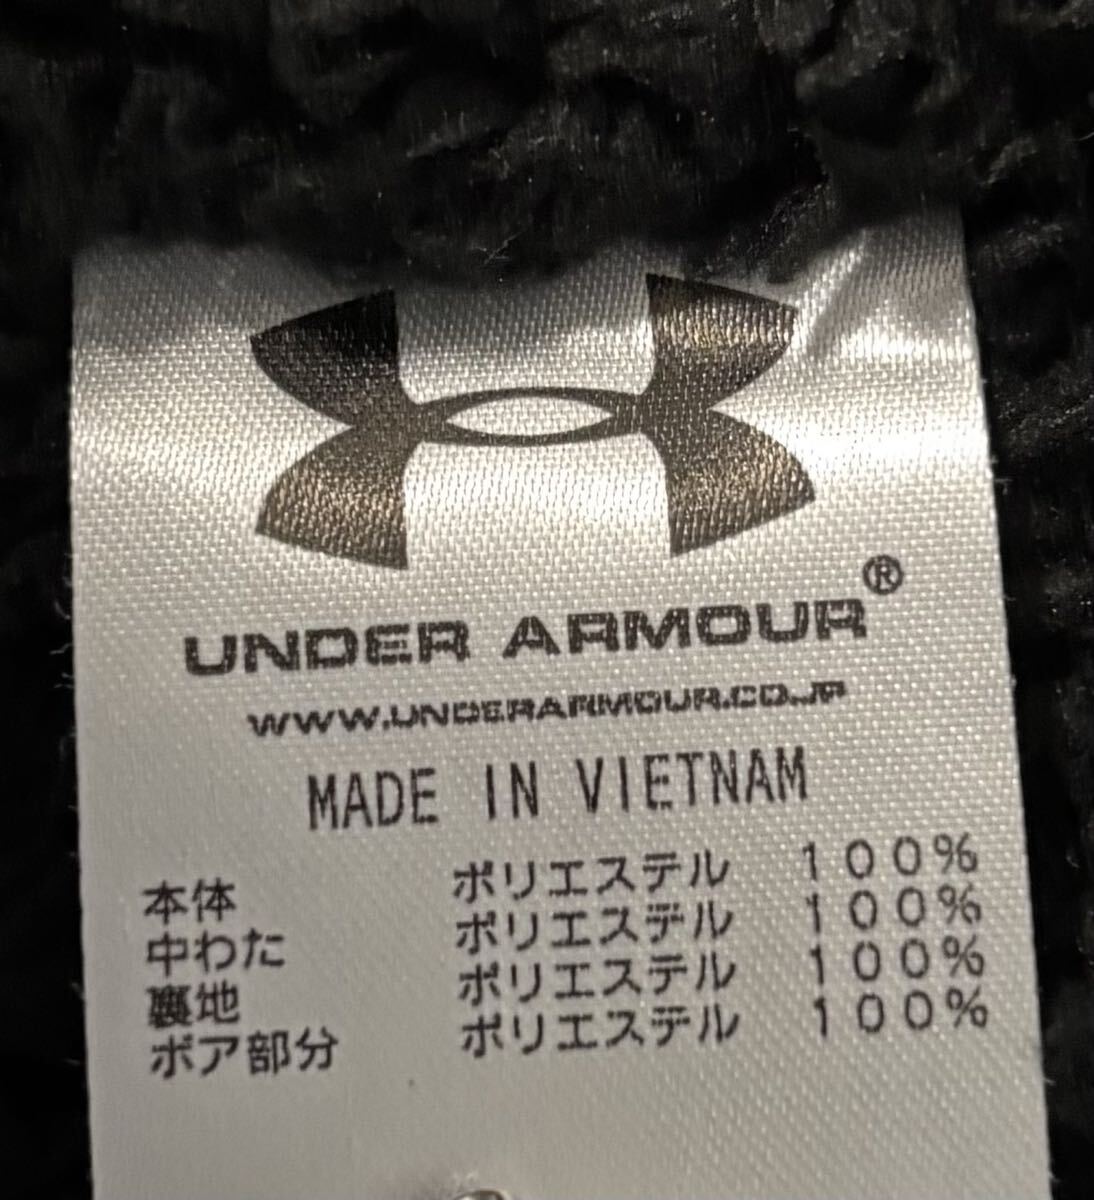 UNDER ARMOUR®
WWW.UNDERARMOUR.CO.JP
MADE IN VIETNAM
本体 ポリエステル 100%
中わた ポリエステル 100%
裏地 ポリエステル 100%
ボア部分 ポリエステル 100%